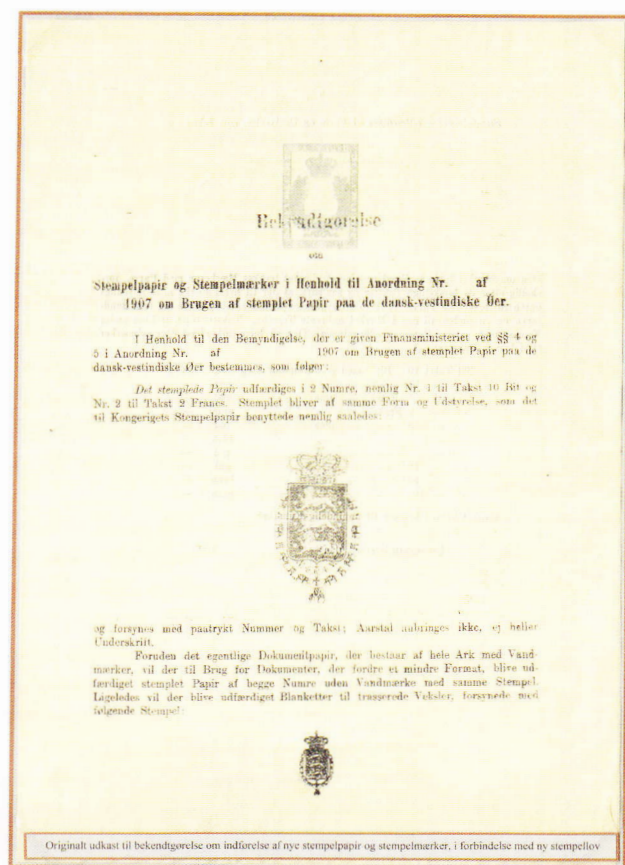 Bekendtgørelse
om
Stempelpapir og Stempelmærker i Henhold til Anordning Nr. af
1907 om Brugen af stemplet Papir paa de dansk-vestindiske Øer.
I Henhold til den Bemyndigelse, der er given Finansministeriet ved §§ 4 og
5 i Anordning Nr. af 1907 om Brugen af stemplet Papir paa de
dansk-vestindiske Øer bestemmes, som følger:
Det stemplede Papir udfærdiges i 2 Numre, nemlig Nr. 1 til Takst 10 Bit og
Nr. 2 til Takst 2 Francs. Stemplet bliver af samme Form og Udstyrelse, som det
til Kongerigets Stempelpapir benyttede nemlig saaledes:
og forsynes med paatrykt Nummer og Takst; Aarstal anbringes ikke, ej heller
Underskrift.
Foruden det egentlige Dokumentpapir, der bestaar af hele Ark med Vand-
mærker, vil der til Brug for Dokumenter, der fordre et mindre Format, blive ud-
færdiget stemplet Papir af begge Numre uden Vandmærke med samme Stempel.
Ligeledes vil der blive udfærdiget Blanketter til trasserede Veksler, forsynede med
følgende Stempel:
Originalt udkast til bekendtgørelse om indførelse af nye stempelpapir og stempelmærker, i forbindelse med ny stempellov